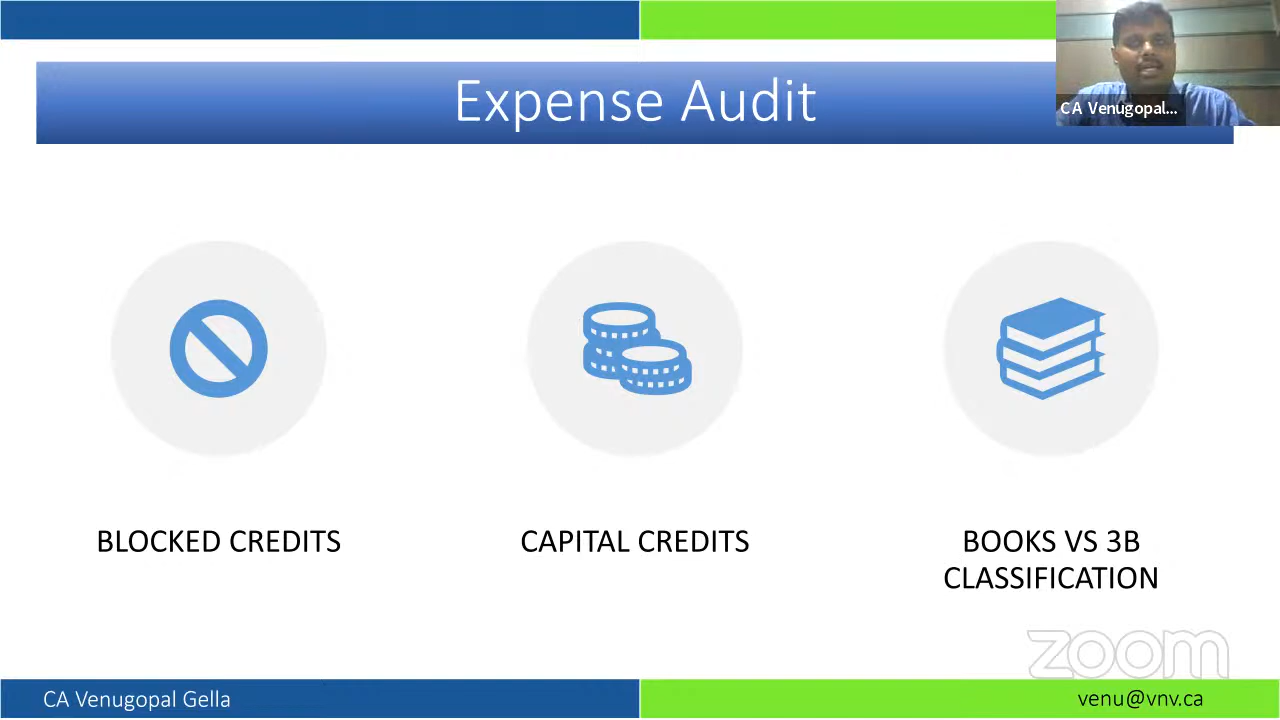 Expense Audit
CA Venugopal...
BLOCKED CREDITS
CAPITAL CREDITS
BOOKS VS 3B
CLASSIFICATION
zoom
CA Venugopal Gella
venu@vnv.ca